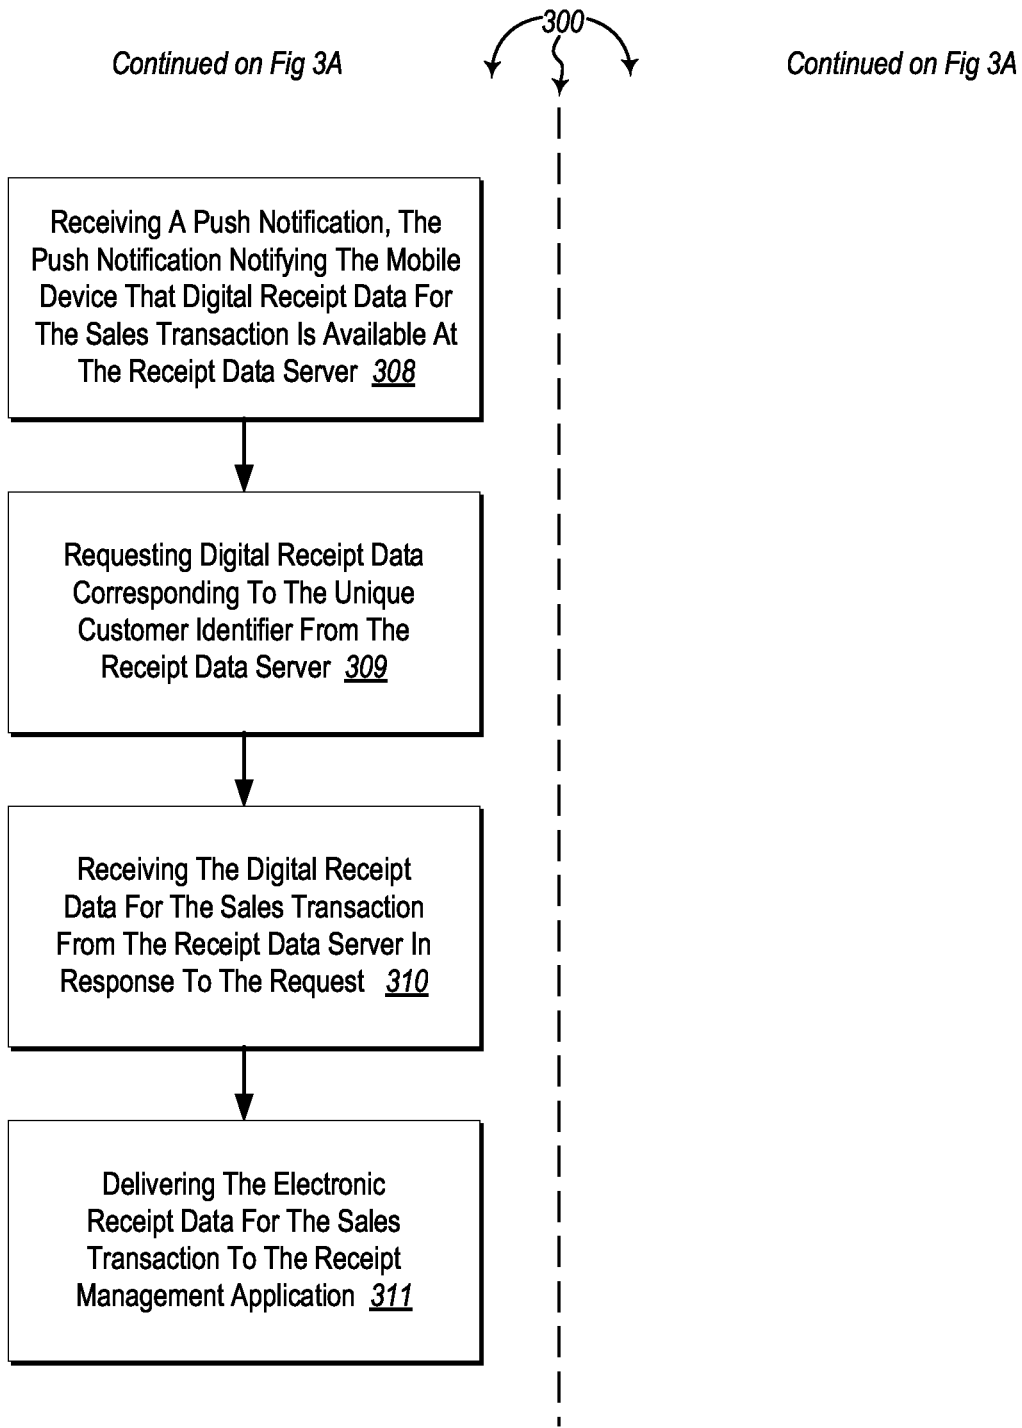 300
Continued on Fig 3A
Continued on Fig 3A
Receiving A Push Notification, The
Push Notification Notifying The Mobile
Device That Digital Receipt Data For
The Sales Transaction Is Available At
The Receipt Data Server 308
Requesting Digital Receipt Data
Corresponding To The Unique
Customer Identifier From The
Receipt Data Server 309
Receiving The Digital Receipt
Data For The Sales Transaction
From The Receipt Data Server In
Response To The Request 310
Delivering The Electronic
Receipt Data For The Sales
Transaction To The Receipt
Management Application 311